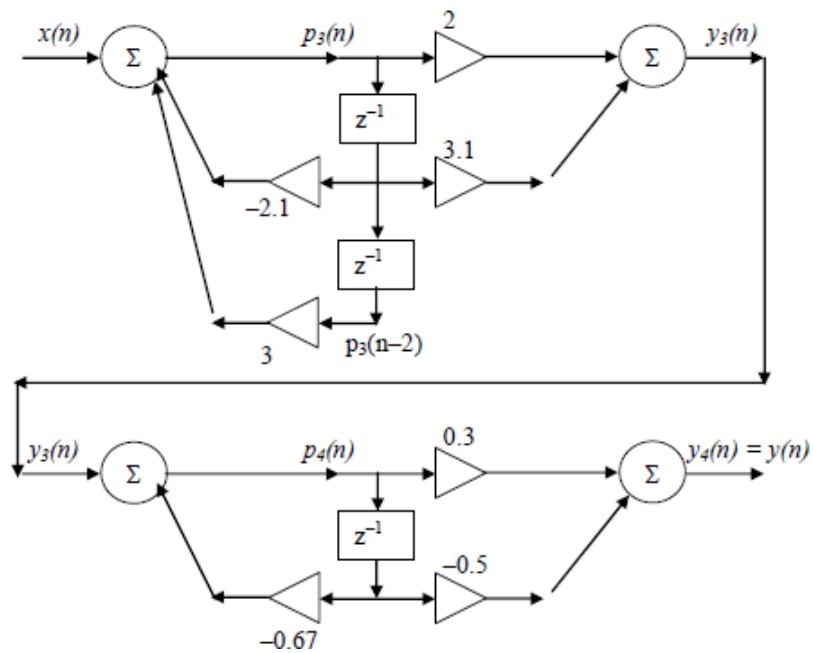 x(n) Σ p₃(n) 2 Σ y₃(n)
z⁻¹
–2.1 3.1
z⁻¹
3 p₃(n–2)
y₃(n) Σ p₄(n) 0.3 Σ y₄(n) = y(n)
z⁻¹
–0.67 –0.5